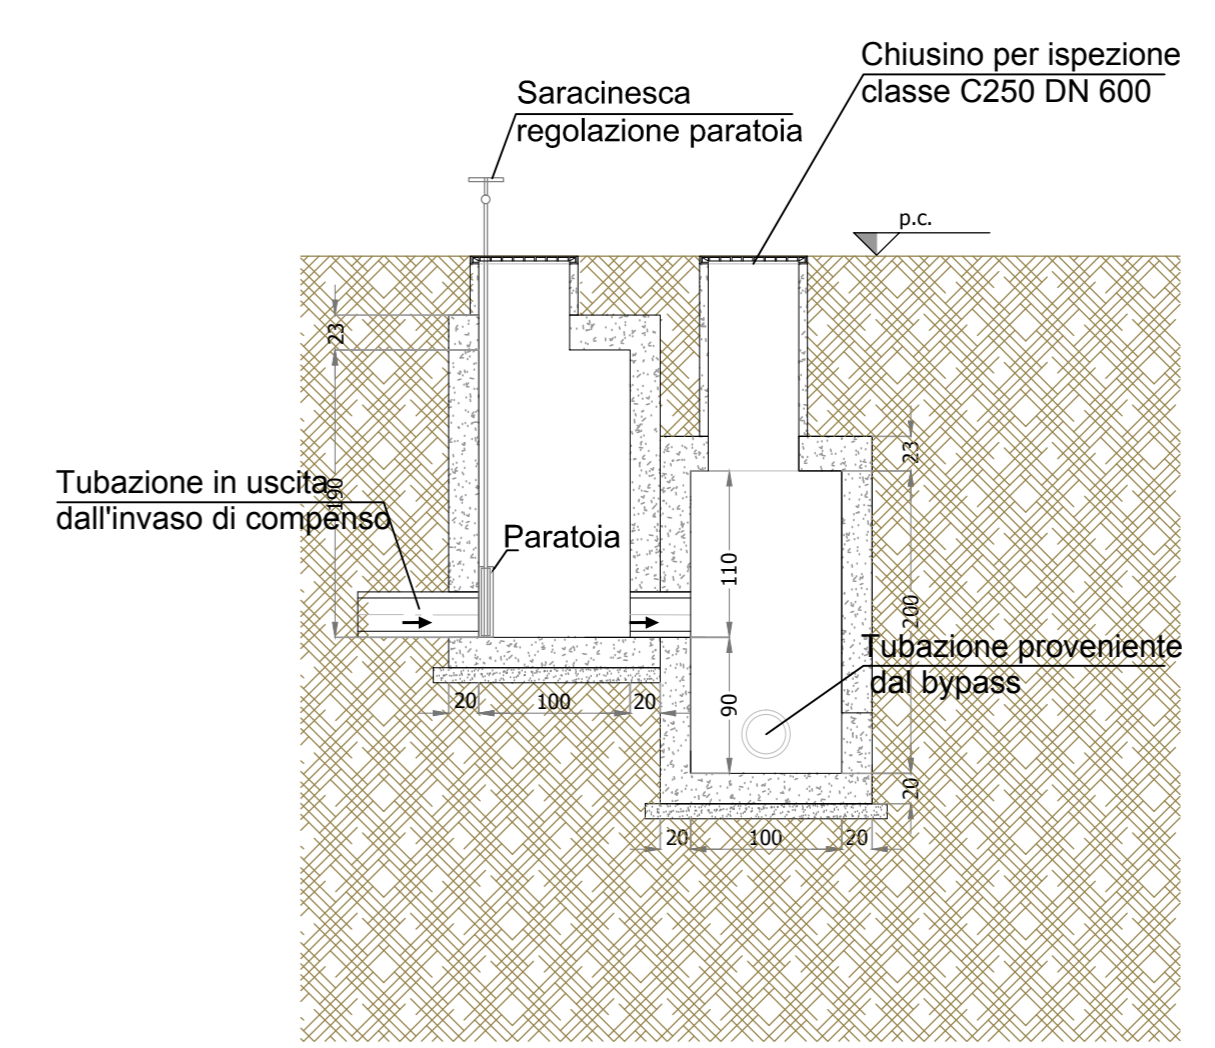 Chiusino per ispezione
classe C250 DN 600
Saracinesca
regolazione paratoia
p.c.
23
23
Tubazione in uscita
dall'invaso di compenso
190
Paratoia
110
200
Tubazione proveniente
dal bypass
20
100
20
90
20
20
100
20